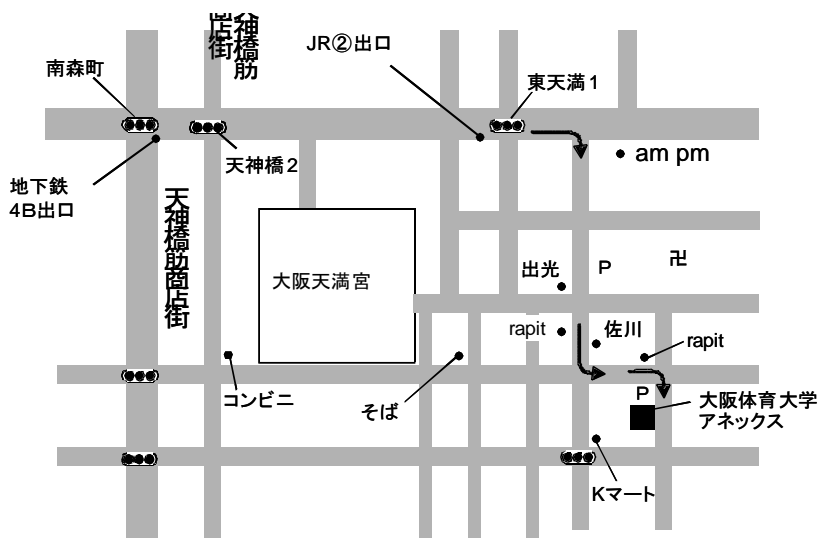 天神橋筋
商店街
JR②出口
南森町
東天満1
am pm
天神橋2
地下鉄
4B出口
天神橋筋商店街
大阪天満宮
出光
P
卍
rapit
佐川
rapit
コンビニ
そば
P
大阪体育大学
アネックス
Kマート